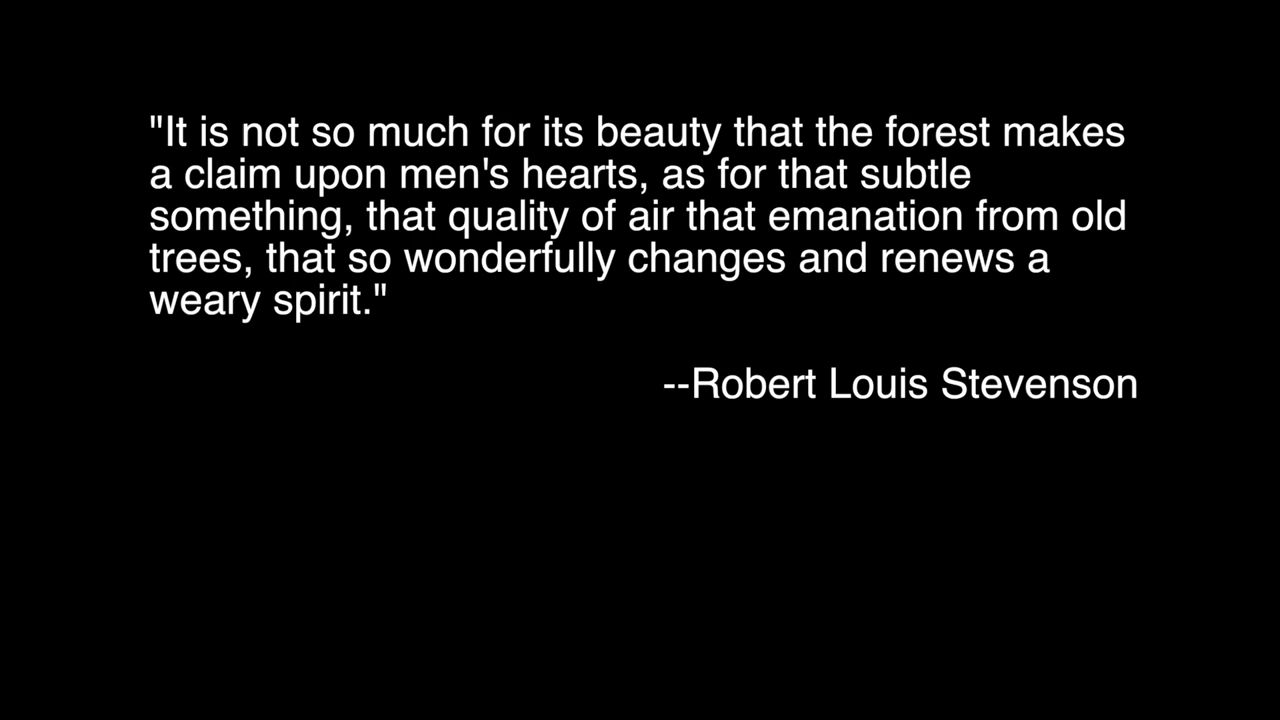 "It is not so much for its beauty that the forest makes
a claim upon men's hearts, as for that subtle
something, that quality of air that emanation from old
trees, that so wonderfully changes and renews a
weary spirit."
--Robert Louis Stevenson